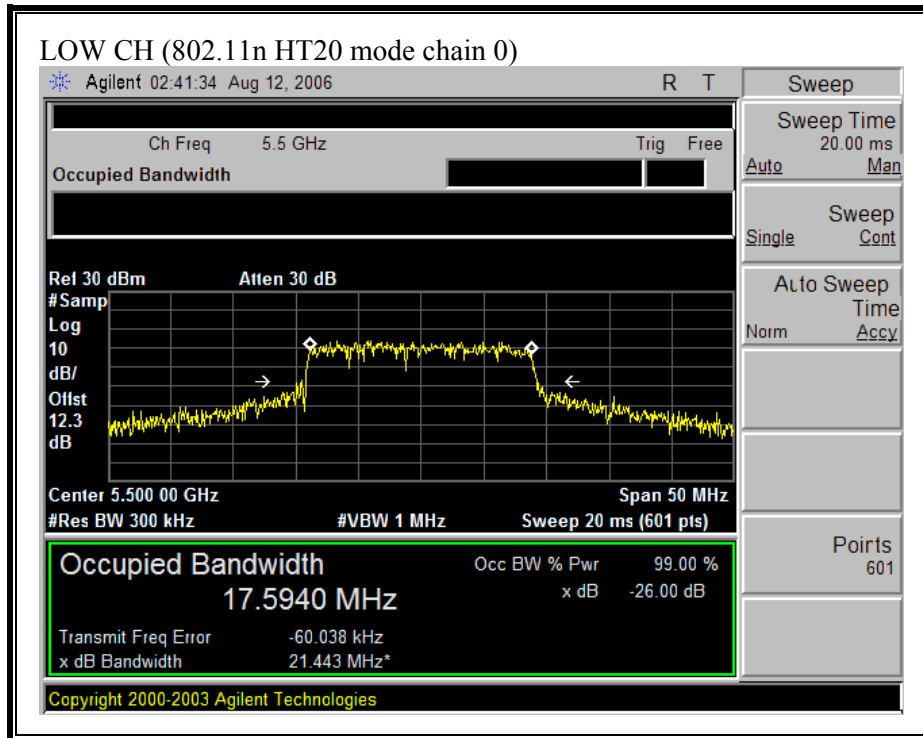 LOW CH (802.11n HT20 mode chain 0)
Agilent 02:41:34 Aug 12, 2006 R T
Sweep
Ch Freq 5.5 GHz Trig Free
Occupied Bandwidth
Sweep Time
20.00 ms
Auto Man
Sweep
Single Cont
Auto Sweep
Time
Norm Accy
Points
601
Ref 30 dBm Atten 30 dB
#Samp
Log
10
dB/
Offst
12.3
dB
Center 5.500 00 GHz Span 50 MHz
#Res BW 300 kHz #VBW 1 MHz Sweep 20 ms (601 pts)
Occupied Bandwidth Occ BW % Pwr 99.00 %
17.5940 MHz x dB -26.00 dB
Transmit Freq Error -60.038 kHz
x dB Bandwidth 21.443 MHz*
Copyright 2000-2003 Agilent Technologies